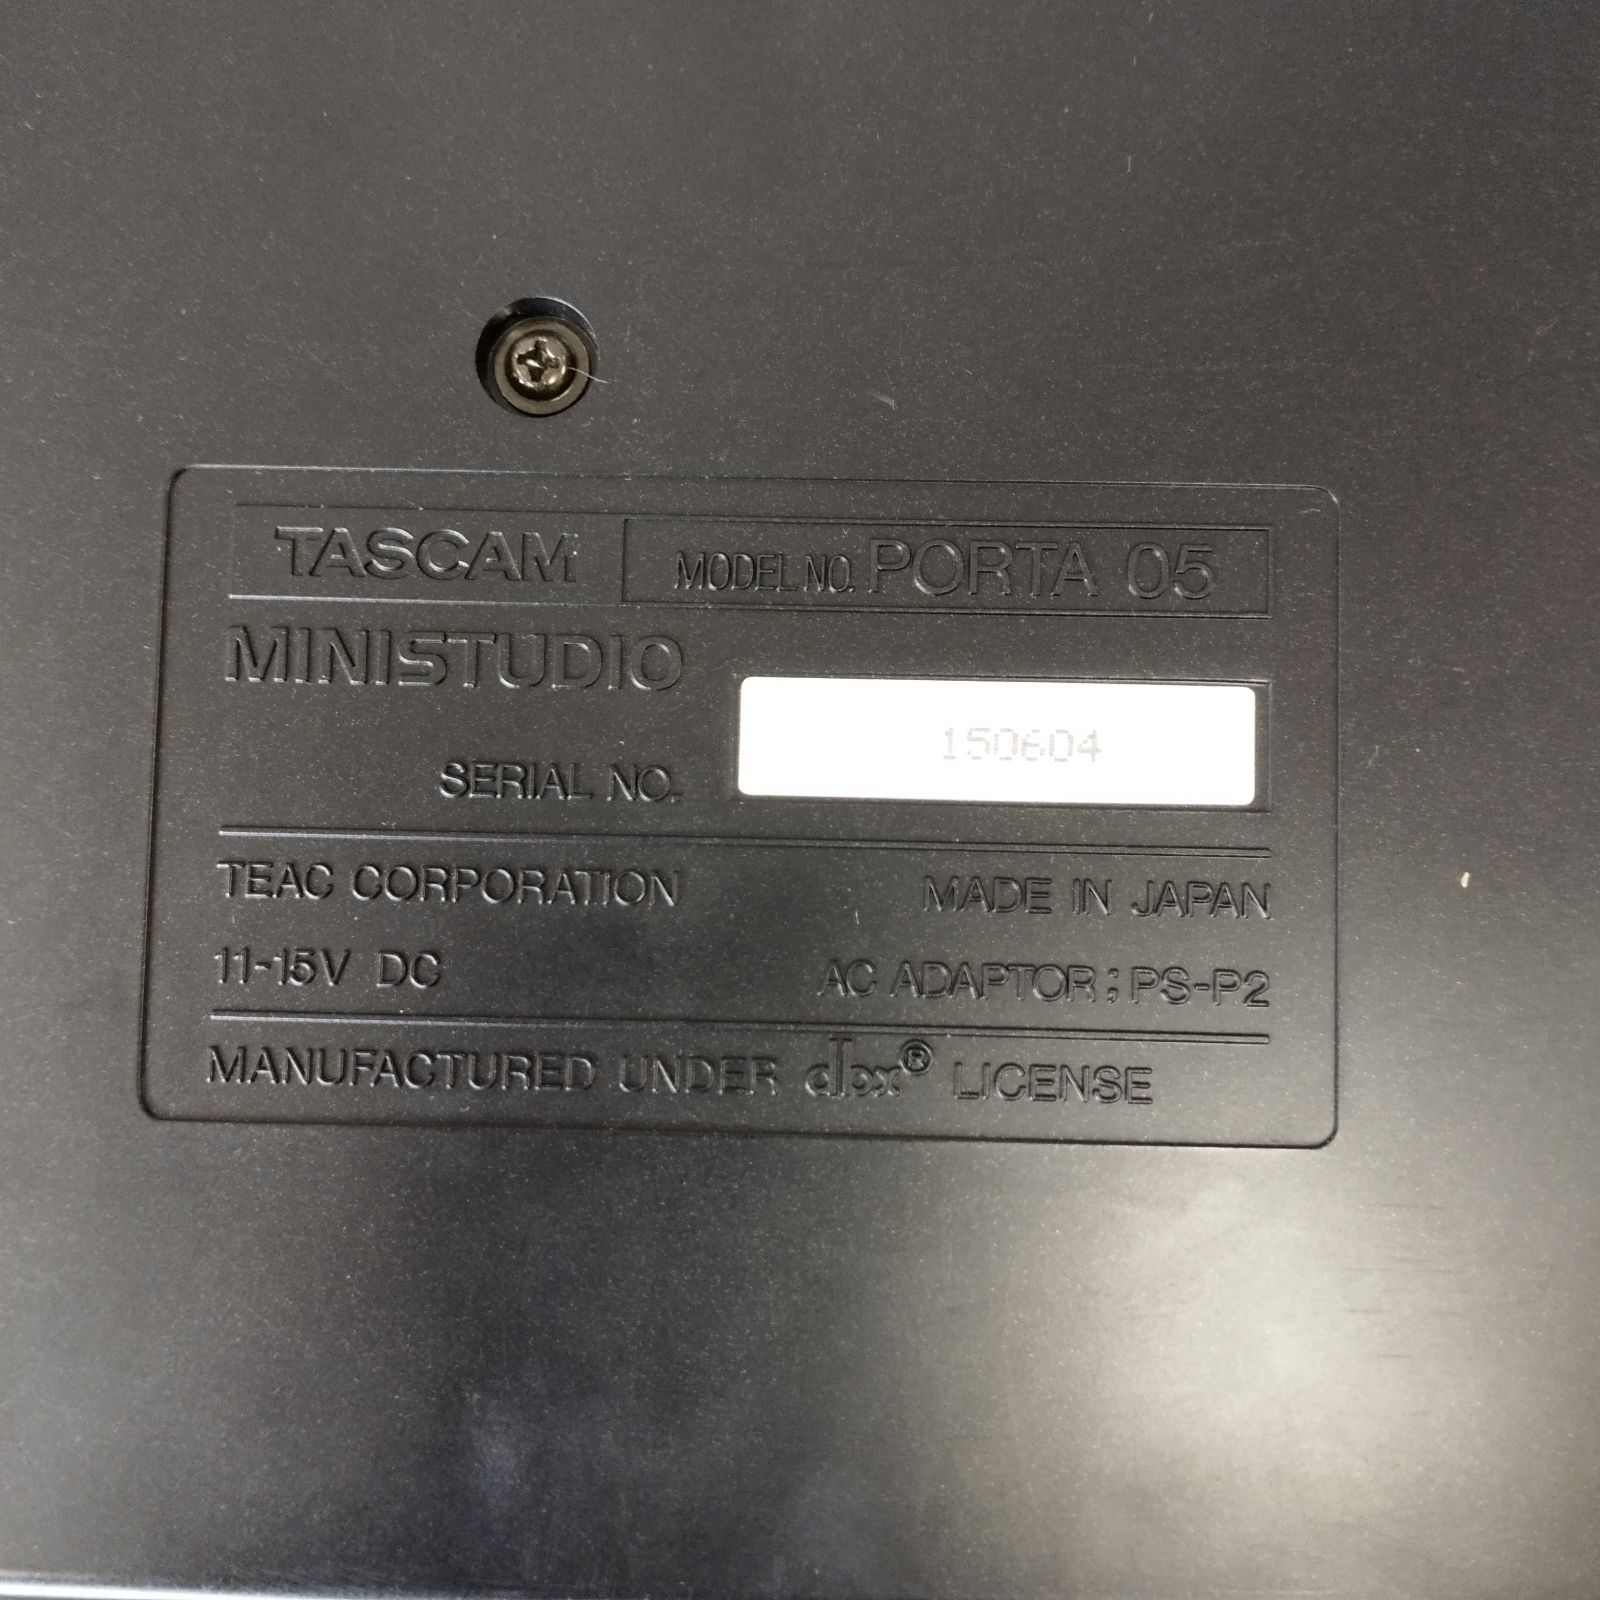 TASCAM MODEL NO. PORTA 05
MINISTUDIO
SERIAL NO. 150604
TEAC CORPORATION MADE IN JAPAN
11-15V DC AC ADAPTOR; PS-P2
MANUFACTURED UNDER dbx® LICENSE